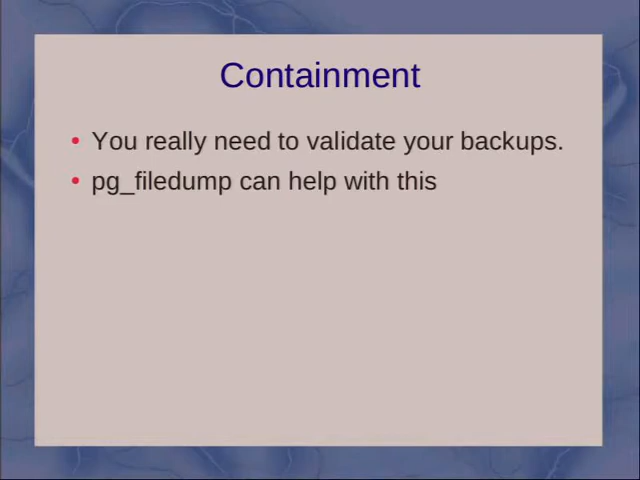 Containment
• You really need to validate your backups.
• pg_filedump can help with this